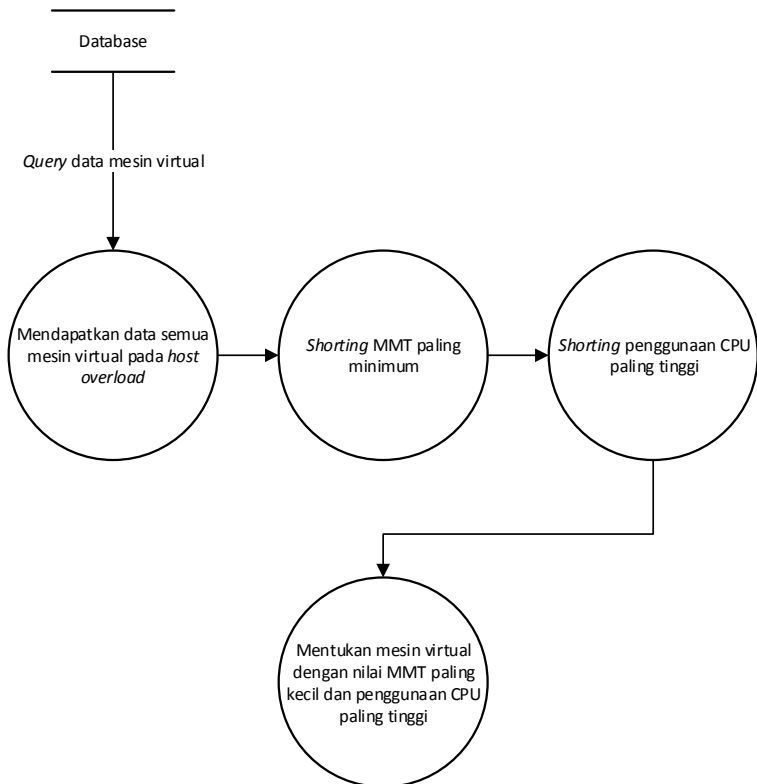 Database
Query data mesin virtual
Mendapatkan data semua
mesin virtual pada host
overload
Shorting MMT paling
minimum
Shorting penggunaan CPU
paling tinggi
Mentukan mesin virtual
dengan nilai MMT paling
kecil dan penggunaan CPU
paling tinggi